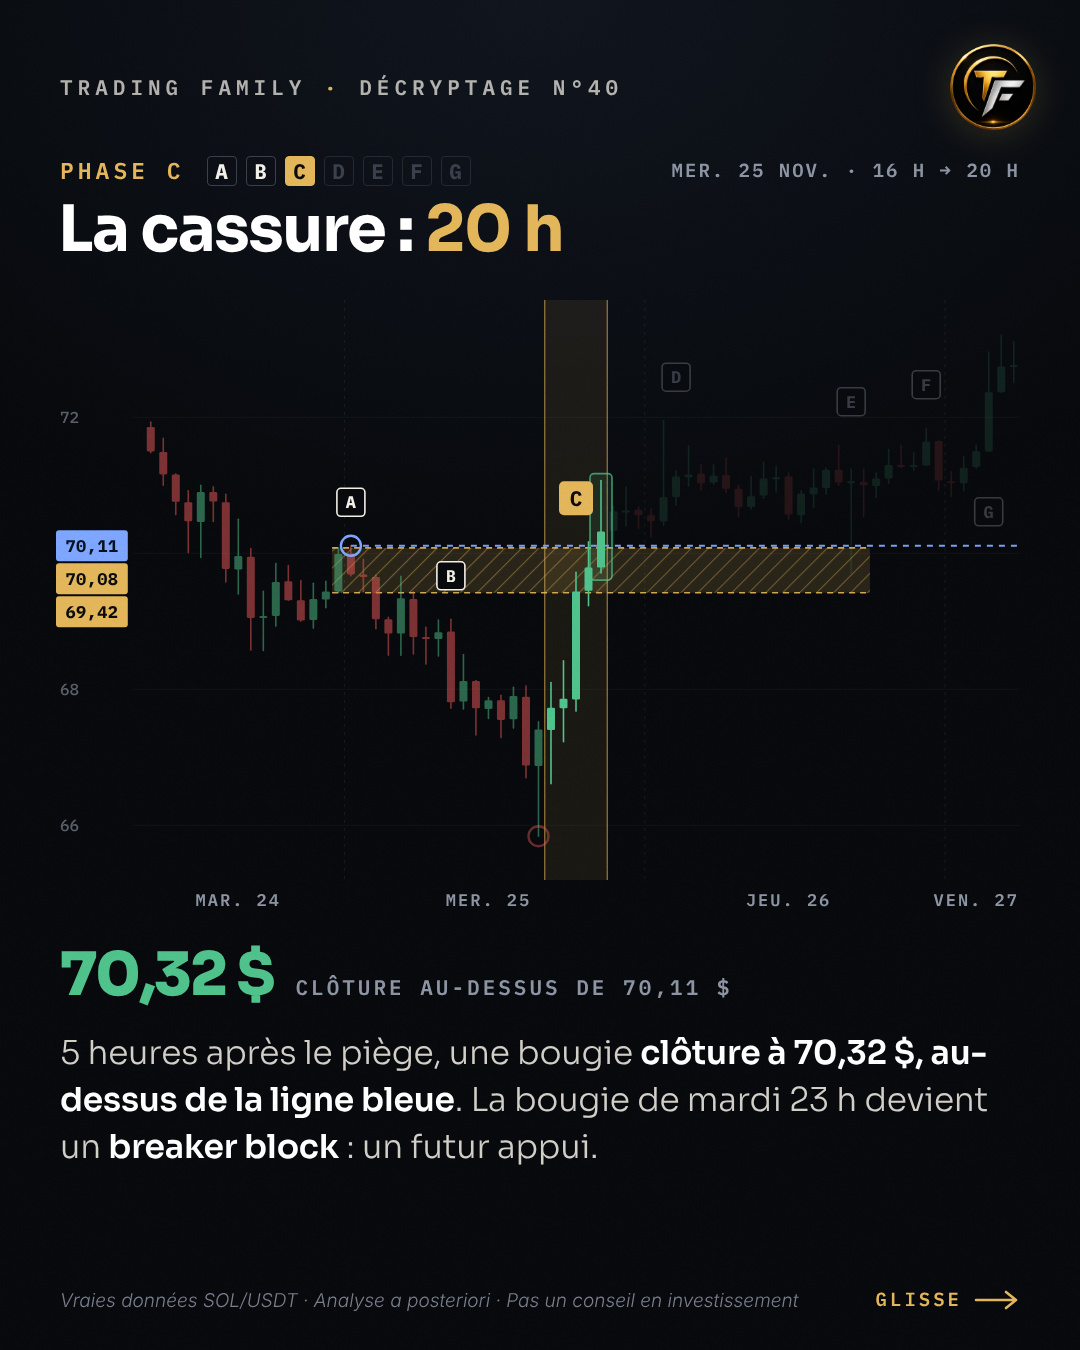 TRADING FAMILY · DÉCRYPTAGE N°40
TF
PHASE C A B C D E F G
MER. 25 NOV. · 16 H → 20 H
La cassure : 20 h
D
F
E
72
C
A
G
70,11
70,08
B
69,42
68
66
MAR. 24 MER. 25 JEU. 26 VEN. 27
70,32 $ CLÔTURE AU-DESSUS DE 70,11 $
5 heures après le piège, une bougie clôture à 70,32 $, au-
dessus de la ligne bleue. La bougie de mardi 23 h devient
un breaker block : un futur appui.
Vraies données SOL/USDT · Analyse a posteriori · Pas un conseil en investissement
GLISSE →